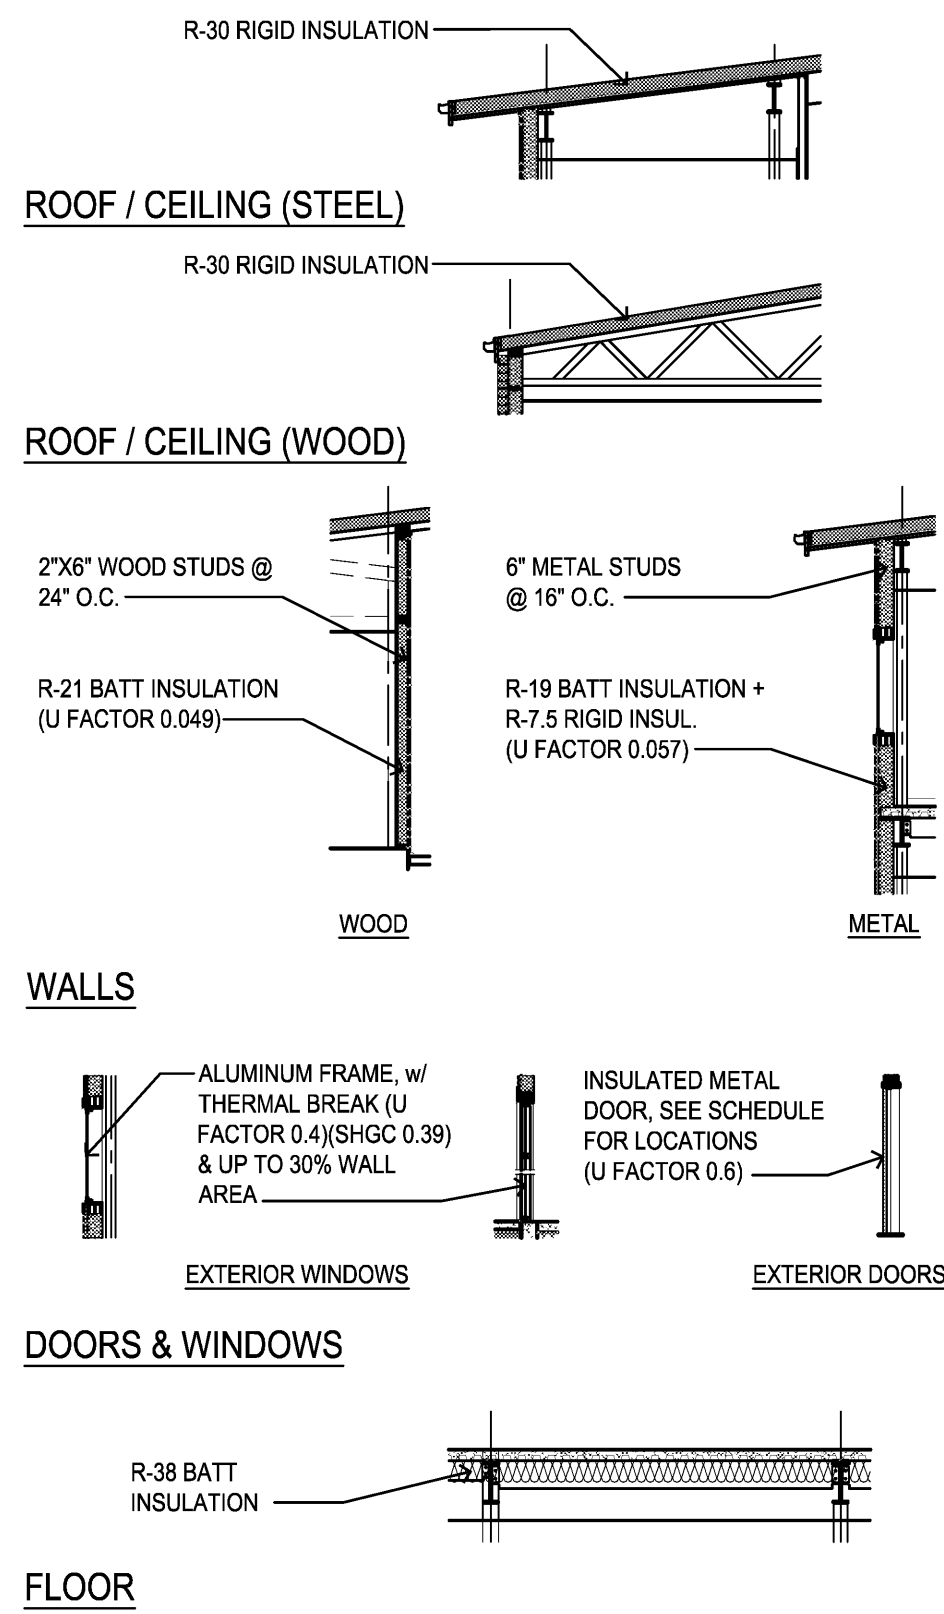 R-30 RIGID INSULATION
ROOF / CEILING (STEEL)
R-30 RIGID INSULATION
ROOF / CEILING (WOOD)
2"X6" WOOD STUDS @
24" O.C.
R-21 BATT INSULATION
(U FACTOR 0.049)
WOOD
6" METAL STUDS
@ 16" O.C.
R-19 BATT INSULATION +
R-7.5 RIGID INSUL.
(U FACTOR 0.057)
METAL
WALLS
ALUMINUM FRAME, w/
THERMAL BREAK (U
FACTOR 0.4)(SHGC 0.39)
& UP TO 30% WALL
AREA
EXTERIOR WINDOWS
INSULATED METAL
DOOR, SEE SCHEDULE
FOR LOCATIONS
(U FACTOR 0.6)
EXTERIOR DOORS
DOORS & WINDOWS
R-38 BATT
INSULATION
FLOOR